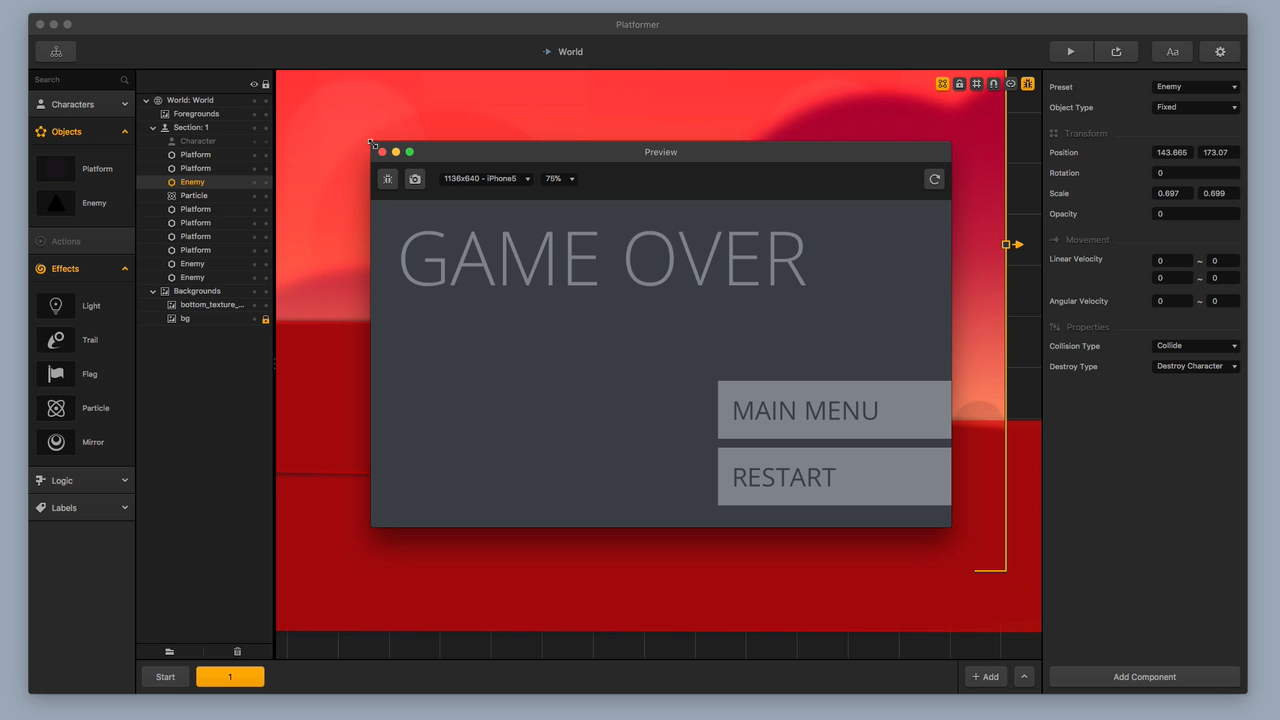 Platformer
World
Aa
Search
Characters
Objects
Platform
Enemy
Actions
Effects
Light
Trail
Flag
Particle
Mirror
Logic
Labels
World: World
Foregrounds
Section: 1
Character
Platform
Platform
Enemy
Particle
Platform
Platform
Platform
Platform
Enemy
Enemy
Backgrounds
bottom_texture_...
bg
Preview
1136x640 - iPhone5
75%
GAME OVER
MAIN MENU
RESTART
Preset Enemy
Object Type Fixed
Transform
Position 143.665 173.07
Rotation 0
Scale 0.697 0.699
Opacity 0
Movement
Linear Velocity 0 ~ 0
0 ~ 0
Angular Velocity 0 ~ 0
Properties
Collision Type Collide
Destroy Type Destroy Character
Start
1
+ Add
Add Component